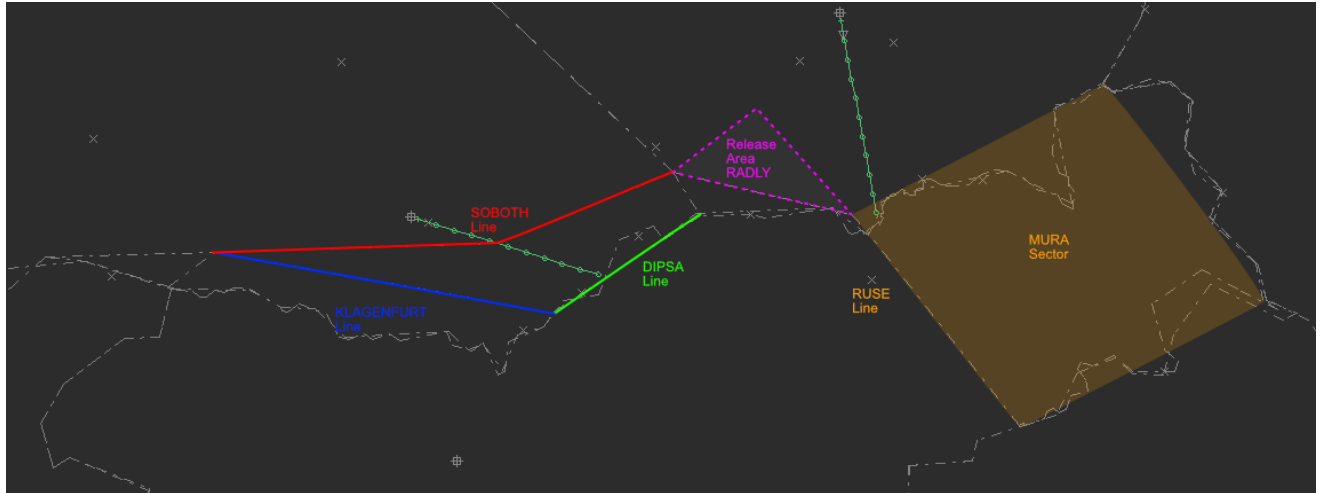 Release
Area
RADLY
SOBOTH
Line
MURA
Sector
DIPSA
Line
RUSE
Line
KLAGENFURT
Line